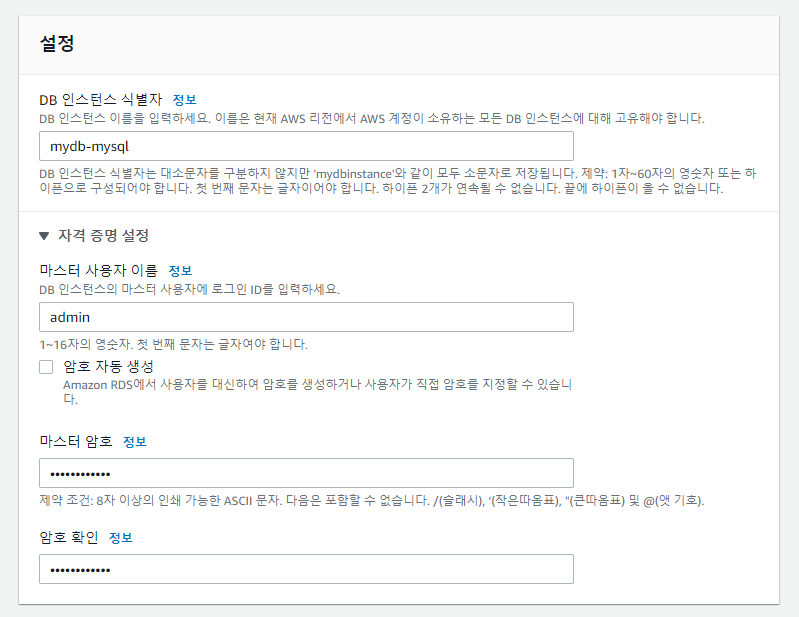 설정
DB 인스턴스 식별자 정보
DB 인스턴스 이름을 입력하세요. 이름은 현재 AWS 리전에서 AWS 계정이 소유하는 모든 DB 인스턴스에 대해 고유해야 합니다.
mydb-mysql
DB 인스턴스 식별자는 대소문자를 구분하지 않지만 'mydbinstance'와 같이 모두 소문자로 저장됩니다. 제약: 1자~60자의 영숫자 또는 하
이픈으로 구성되어야 합니다. 첫 번째 문자는 글자이어야 합니다. 하이픈 2개가 연속될 수 없습니다. 끝에 하이픈이 올 수 없습니다.
▼ 자격 증명 설정
마스터 사용자 이름 정보
DB 인스턴스의 마스터 사용자에 로그인 ID를 입력하세요.
admin
1~16자의 영숫자. 첫 번째 문자는 글자여야 합니다.
암호 자동 생성
Amazon RDS에서 사용자를 대신하여 암호를 생성하거나 사용자가 직접 암호를 지정할 수 있습니
다.
마스터 암호 정보
••••••••••••
제약 조건: 8자 이상의 인쇄 가능한 ASCII 문자. 다음은 포함할 수 없습니다. /(슬래시), '(작은따옴표), "(큰따옴표) 및 @(앳 기호).
암호 확인 정보
••••••••••••